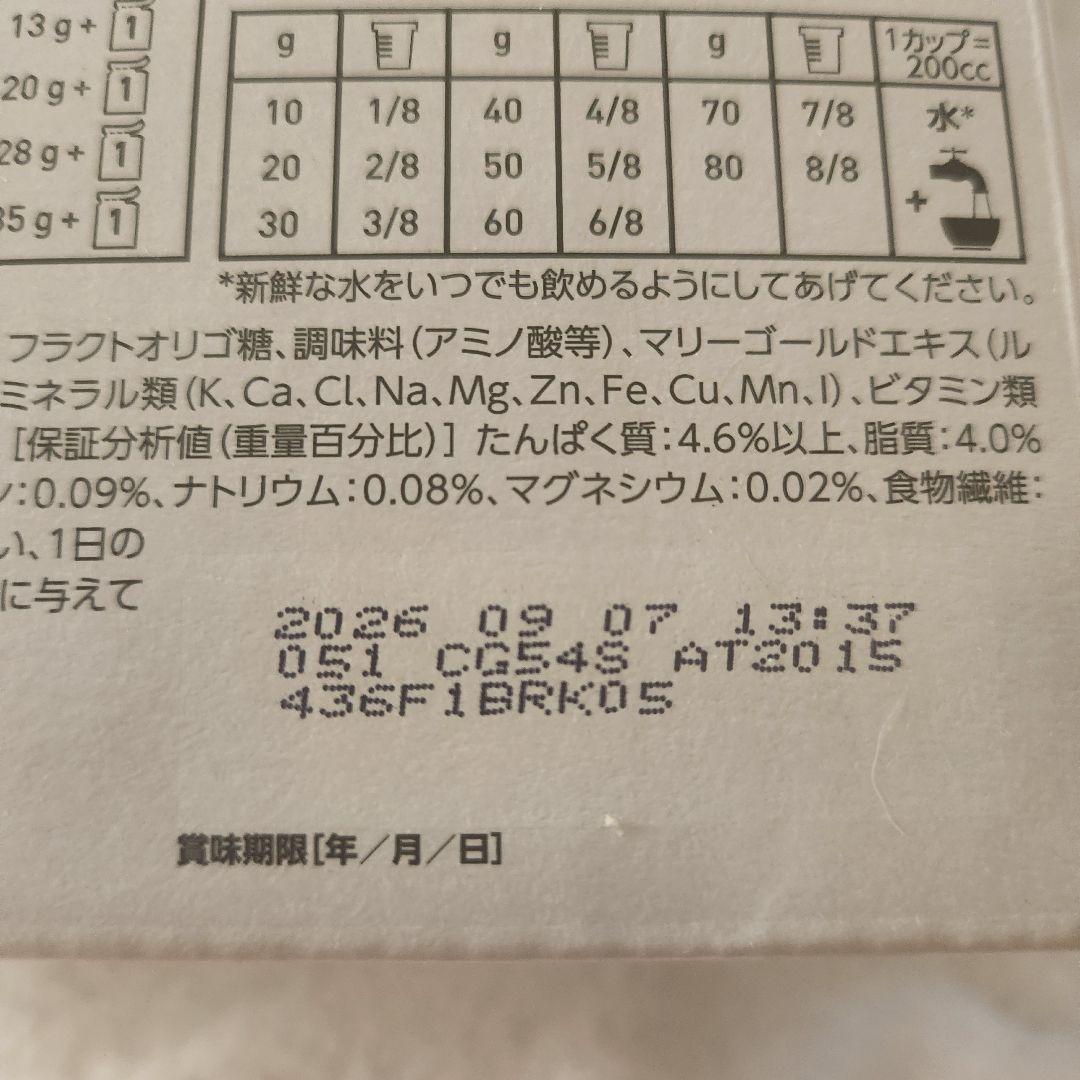 13g+ 1
20g+ 1
28g+ 1
35g+ 1
g g g 1カップ=
200cc
10 1/8 40 4/8 70 7/8 水*
20 2/8 50 5/8 80 8/8
30 3/8 60 6/8 +
*新鮮な水をいつでも飲めるようにしてあげてください。
フラクトオリゴ糖、調味料(アミノ酸等)、マリーゴールドエキス(ル
ミネラル類(K、Ca、Cl、Na、Mg、Zn、Fe、Cu、Mn、I)、ビタミン類
[保証分析値(重量百分比)] たんぱく質:4.6%以上、脂質:4.0%
ン:0.09%、ナトリウム:0.08%、マグネシウム:0.02%、食物繊維:
い、1日の
に与えて
2026 09 07 13:37
051 CG54S AT2015
436F1BRK05
賞味期限[年／月／日]